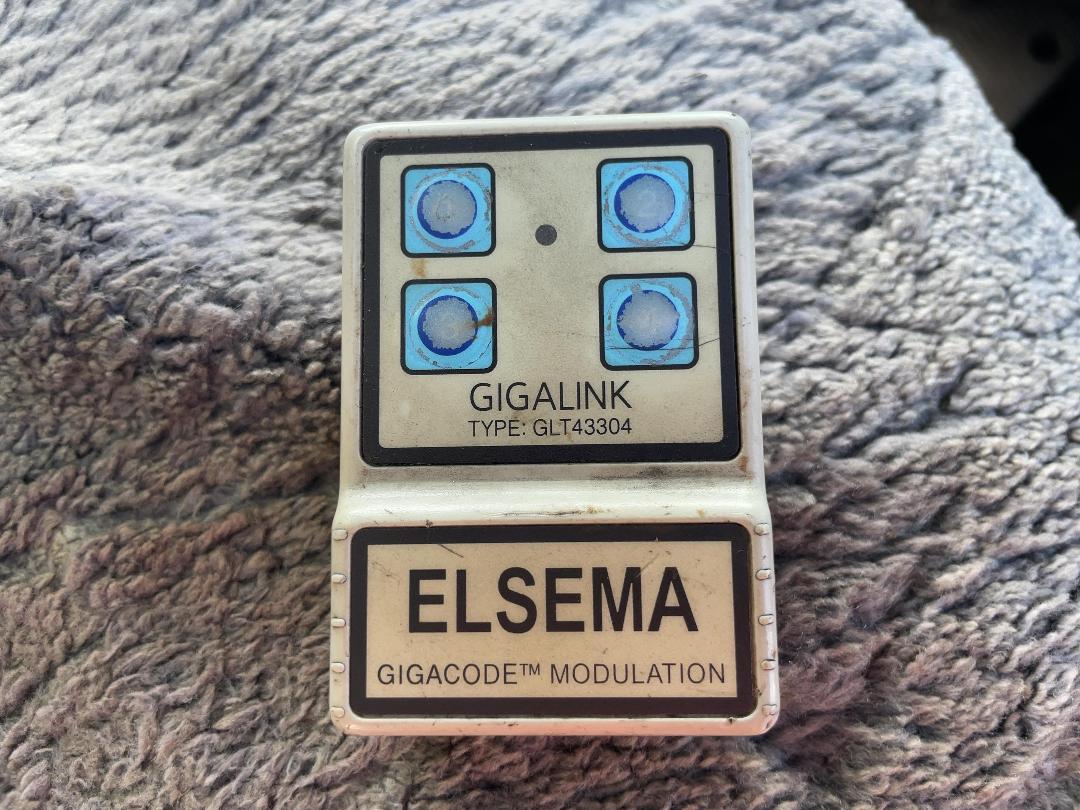 GIGALINK
TYPE: GLT43304
ELSEMA
GIGACODE™ MODULATION